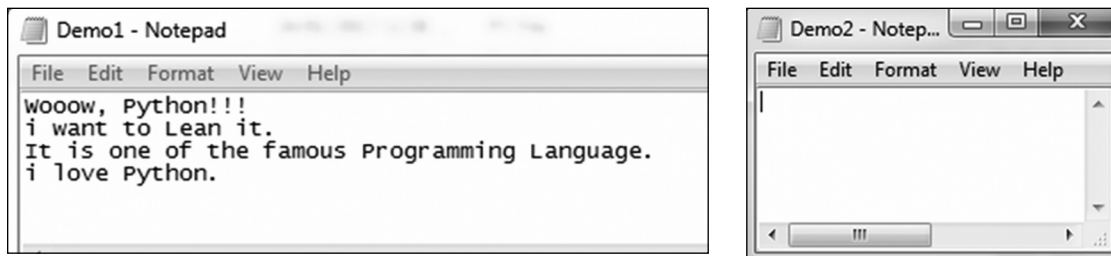 Demo1 - Notepad
File Edit Format View Help
Wooow, Python!!!
i want to Lean it.
It is one of the famous Programming Language.
i love Python.
Demo2 - Notep...
File Edit Format View Help